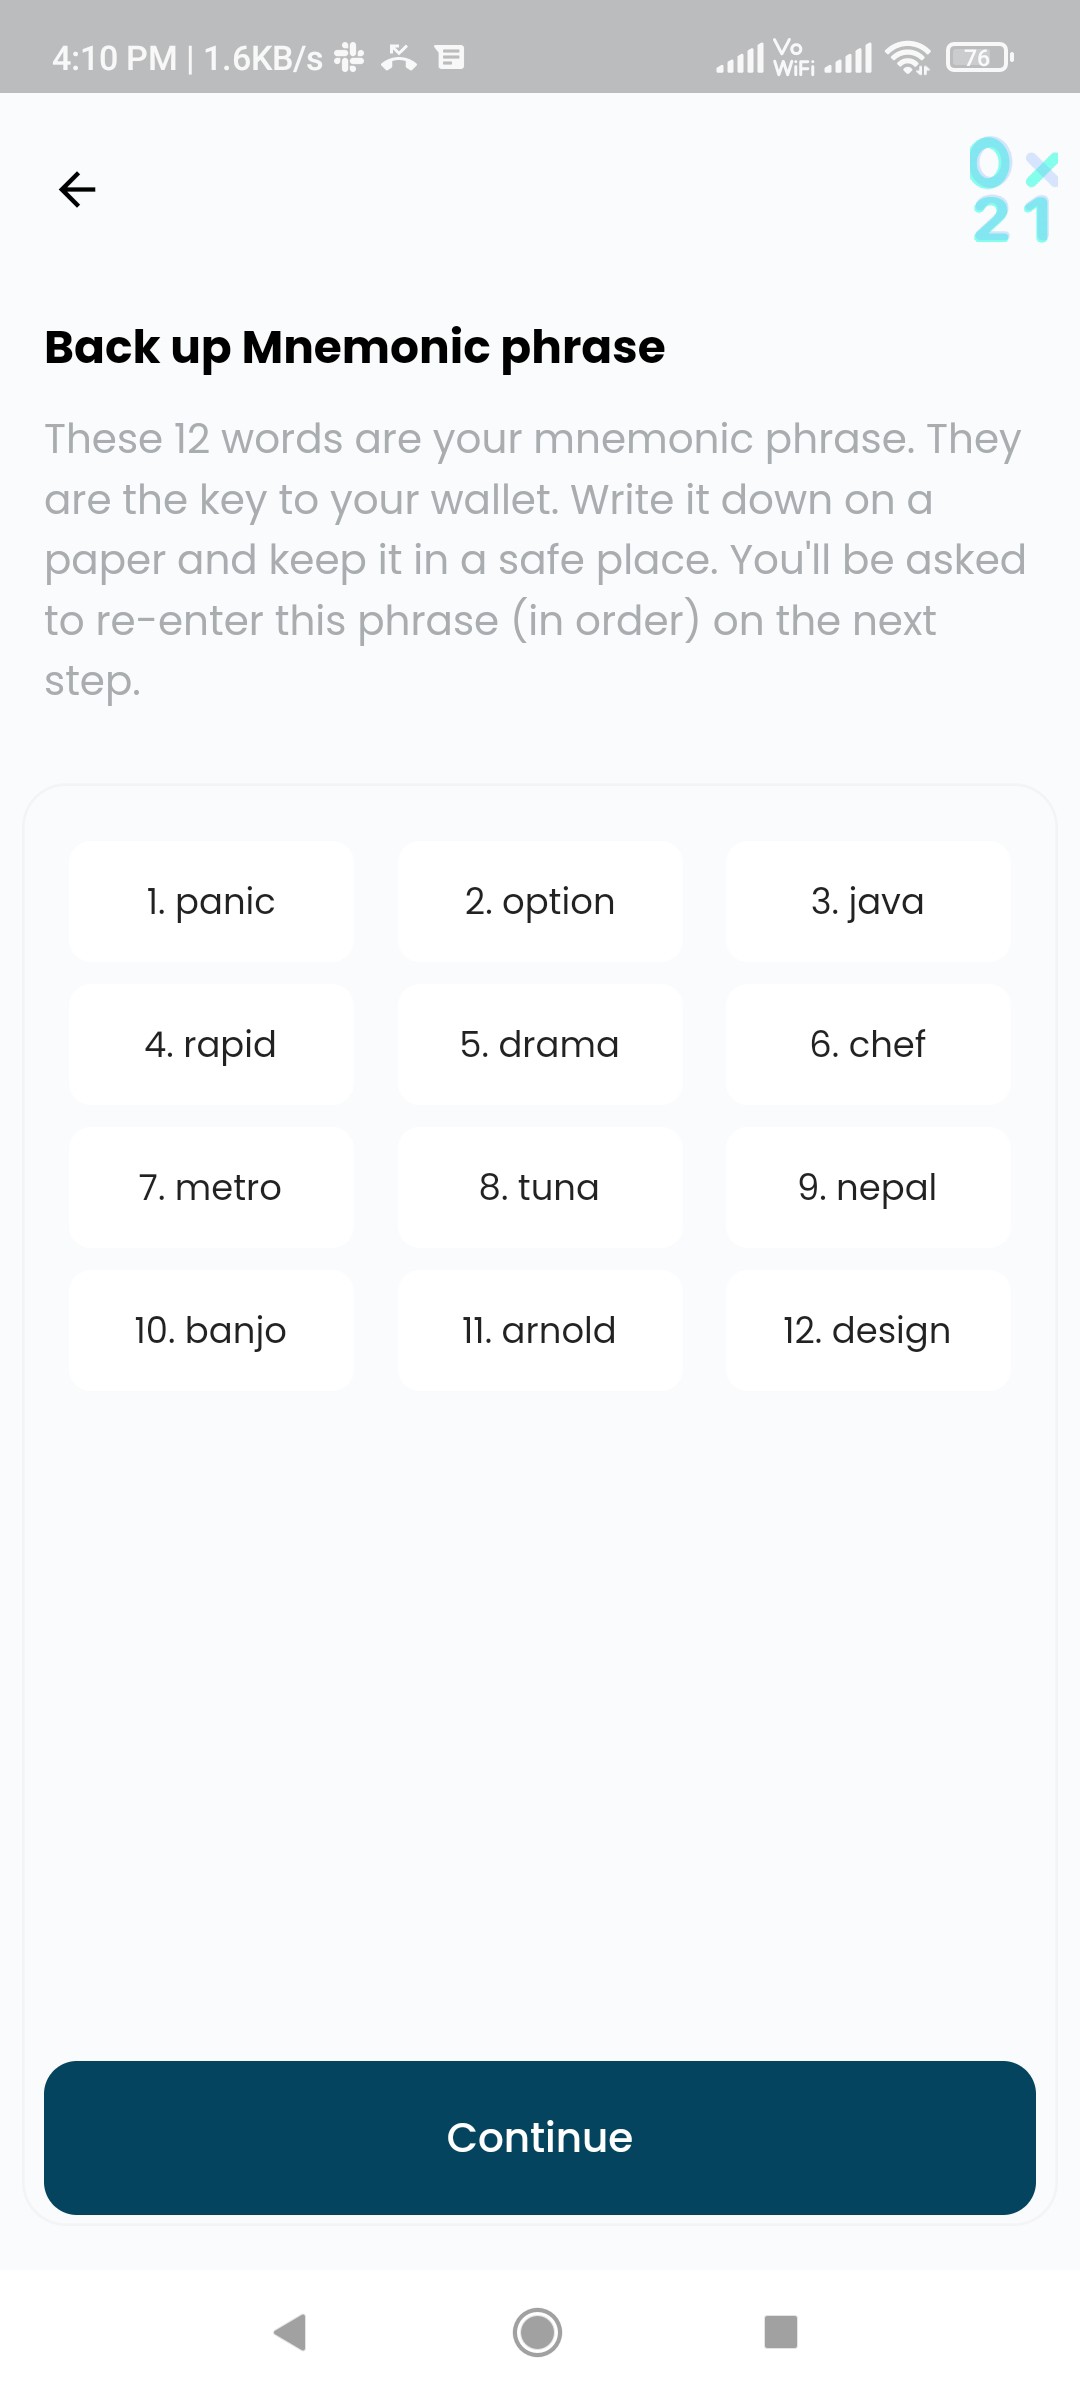 4:10 PM | 1.6KB/s Vo WiFi 76
0x
21
Back up Mnemonic phrase
These 12 words are your mnemonic phrase. They
are the key to your wallet. Write it down on a
paper and keep it in a safe place. You'll be asked
to re-enter this phrase (in order) on the next
step.
1. panic 2. option 3. java
4. rapid 5. drama 6. chef
7. metro 8. tuna 9. nepal
10. banjo 11. arnold 12. design
Continue